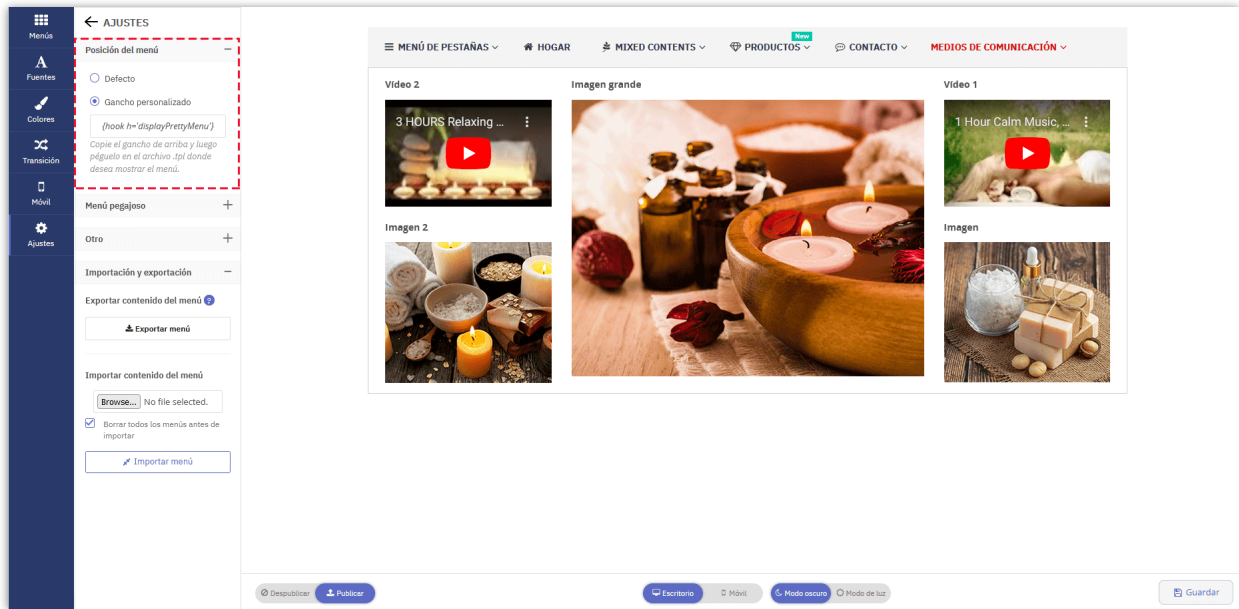 Menús
Fuentes
Colores
Transición
Móvil
Ajustes
AJUSTES
Posición del menú
Defecto
Gancho personalizado
{hook h='displayPrettyMenu'}
Copie el gancho de arriba y luego
péguelo en el archivo .tpl donde
desea mostrar el menú.
Menú pegajoso
Otro
Importación y exportación
Exportar contenido del menú ?
Exportar menú
Importar contenido del menú
Browse... No file selected.
Borrar todos los menús antes de
importar
Importar menú
New
MENÚ DE PESTAÑAS HOGAR MIXED CONTENTS PRODUCTOS CONTACTO MEDIOS DE COMUNICACIÓN
Vídeo 2
3 HOURS Relaxing ...
Imagen 2
Imagen grande
Vídeo 1
1 Hour Calm Music, ...
Imagen
Despublicar Publicar
Escritorio Móvil
Modo oscuro Modo de luz
Guardar